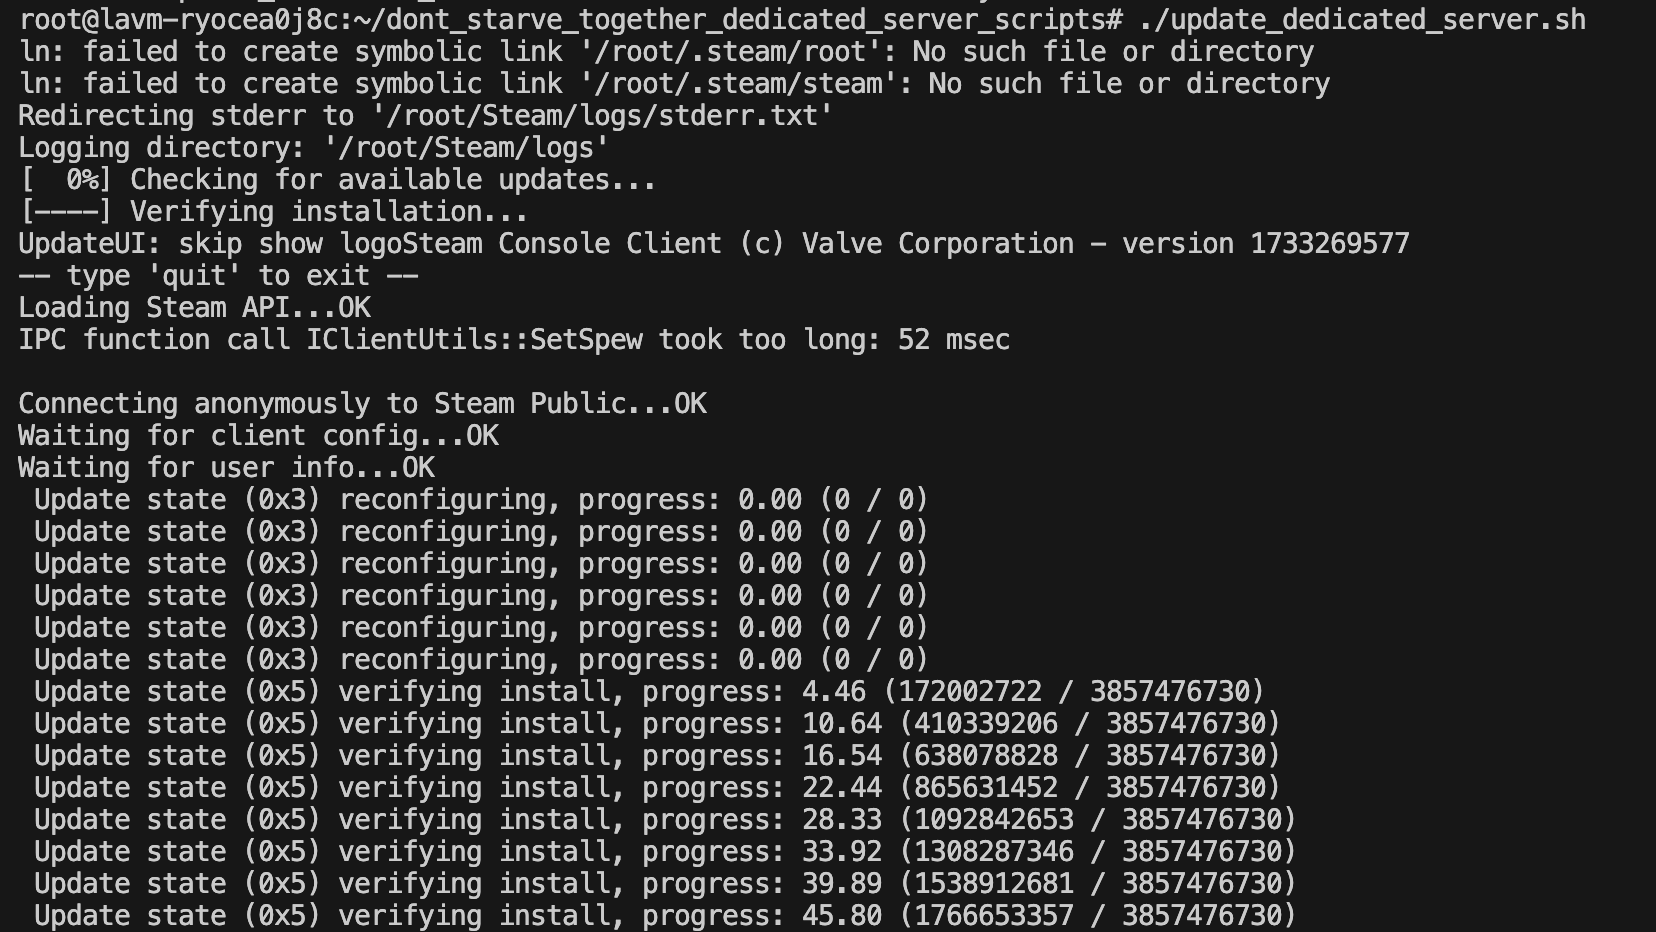 root@lavm-ryocea0j8c:~/dont_starve_together_dedicated_server_scripts# ./update_dedicated_server.sh
ln: failed to create symbolic link '/root/.steam/root': No such file or directory
ln: failed to create symbolic link '/root/.steam/steam': No such file or directory
Redirecting stderr to '/root/Steam/logs/stderr.txt'
Logging directory: '/root/Steam/logs'
[  0%] Checking for available updates...
[----] Verifying installation...
UpdateUI: skip show logoSteam Console Client (c) Valve Corporation - version 1733269577
-- type 'quit' to exit --
Loading Steam API...OK
IPC function call IClientUtils::SetSpew took too long: 52 msec
Connecting anonymously to Steam Public...OK
Waiting for client config...OK
Waiting for user info...OK
 Update state (0x3) reconfiguring, progress: 0.00 (0 / 0)
 Update state (0x3) reconfiguring, progress: 0.00 (0 / 0)
 Update state (0x3) reconfiguring, progress: 0.00 (0 / 0)
 Update state (0x3) reconfiguring, progress: 0.00 (0 / 0)
 Update state (0x3) reconfiguring, progress: 0.00 (0 / 0)
 Update state (0x3) reconfiguring, progress: 0.00 (0 / 0)
 Update state (0x5) verifying install, progress: 4.46 (172002722 / 3857476730)
 Update state (0x5) verifying install, progress: 10.64 (410339206 / 3857476730)
 Update state (0x5) verifying install, progress: 16.54 (638078828 / 3857476730)
 Update state (0x5) verifying install, progress: 22.44 (865631452 / 3857476730)
 Update state (0x5) verifying install, progress: 28.33 (1092842653 / 3857476730)
 Update state (0x5) verifying install, progress: 33.92 (1308287346 / 3857476730)
 Update state (0x5) verifying install, progress: 39.89 (1538912681 / 3857476730)
 Update state (0x5) verifying install, progress: 45.80 (1766653357 / 3857476730)